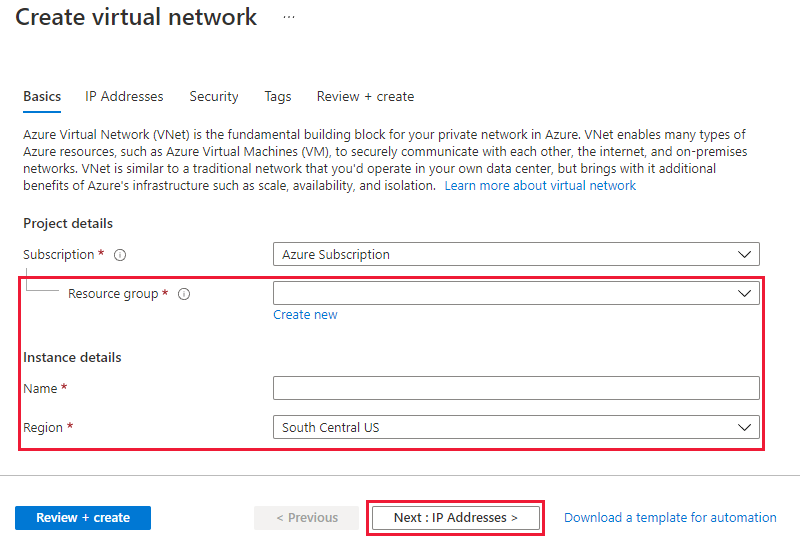 Create virtual network ...
Basics IP Addresses Security Tags Review + create
Azure Virtual Network (VNet) is the fundamental building block for your private network in Azure. VNet enables many types of
Azure resources, such as Azure Virtual Machines (VM), to securely communicate with each other, the internet, and on-premises
networks. VNet is similar to a traditional network that you'd operate in your own data center, but brings with it additional
benefits of Azure's infrastructure such as scale, availability, and isolation. Learn more about virtual network
Project details
Subscription * Azure Subscription
Resource group *
Create new
Instance details
Name *
Region * South Central US
Review + create < Previous Next : IP Addresses > Download a template for automation